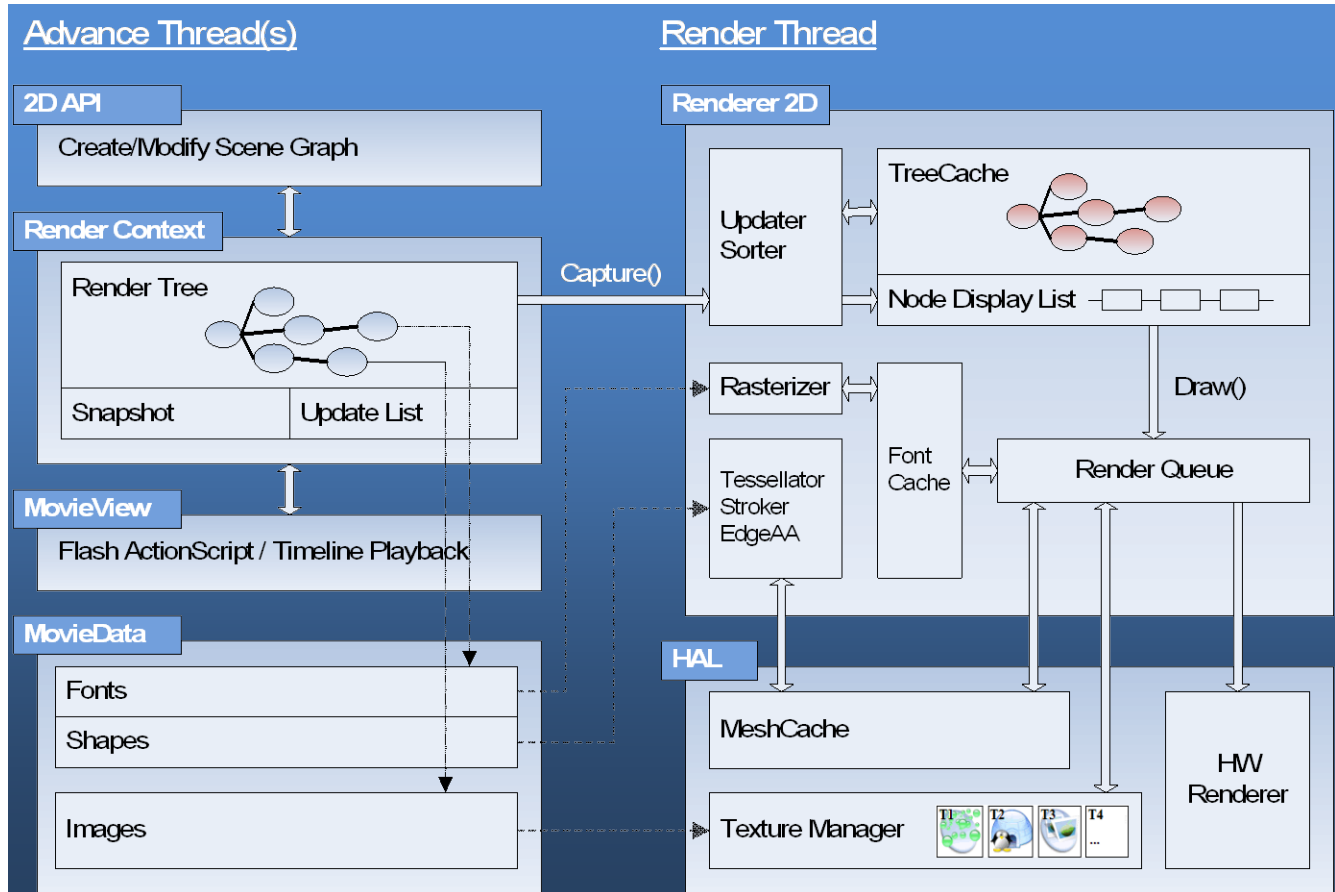 Advance Thread(s)
2D API
Create/Modify Scene Graph
Render Context
Render Tree
Snapshot
Update List
MovieView
Flash ActionScript / Timeline Playback
MovieData
Fonts
Shapes
Images
Capture()
Render Thread
Renderer 2D
Updater
Sorter
TreeCache
Node Display List
Rasterizer
Draw()
Tessellator
Stroker
EdgeAA
Font
Cache
Render Queue
HAL
MeshCache
HW
Renderer
Texture Manager
T1
T2
T3
T4
...